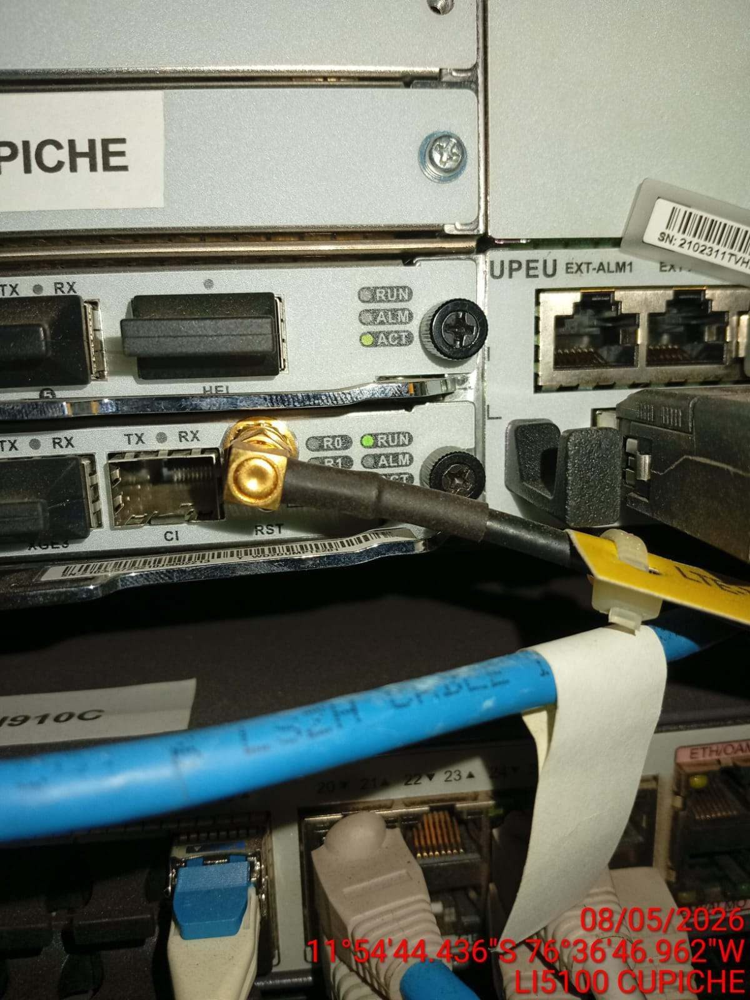 PICHE
SN: 2102311TVH
UPEU EXT-ALM1
TX RX
RUN
ALM
ACT
HEI
TX RX TX RX
R0 RUN
R1 ALM
CI RST
XGE3
LSZH CABLE
910C
20▼ 21▲ 22▼ 23▲ 24▼
ETH/OAM
08/05/2026
11°54'44.436"S 76°36'46.962"W
LI5100 CUPICHE